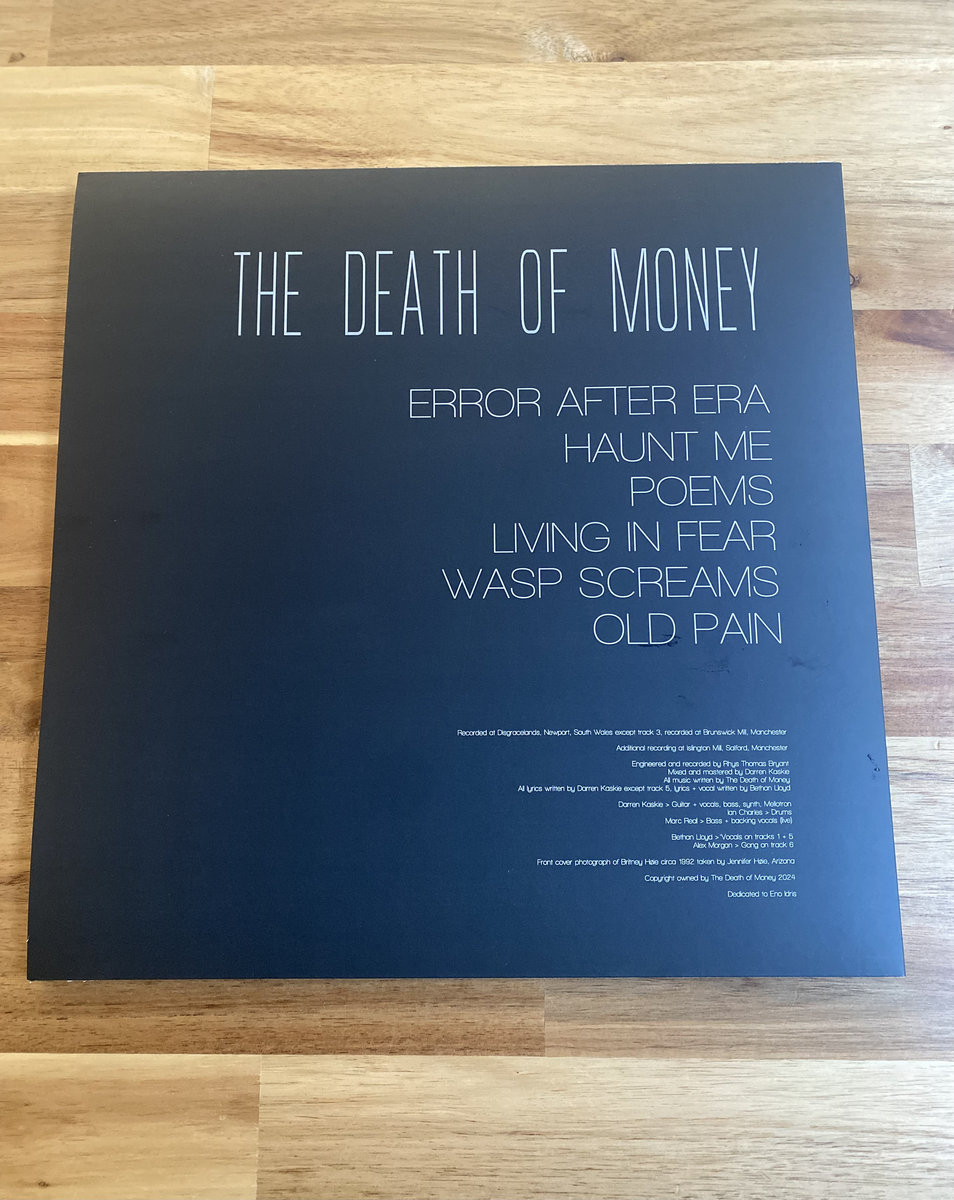 THE DEATH OF MONEY
ERROR AFTER ERA
HAUNT ME
POEMS
LIVING IN FEAR
WASP SCREAMS
OLD PAIN
Recorded at Disgracelands, Newport, South Wales except track 3, recorded at Brunswick Mill, Manchester
Additional recording at Islington Mill, Salford, Manchester
Engineered and recorded by Rhys Thomas Bryant
Mixed and mastered by Darren Kaskie
All music written by The Death of Money
All lyrics written by Darren Kaskie except track 5, lyrics + vocal written by Bethan Lloyd
Darren Kaskie > Guitar + vocals, bass, synth, Mellotron
Ian Charles > Drums
Marc Real > Bass + backing vocals (live)
Bethan Lloyd > Vocals on tracks 1 + 5
Alex Morgan > Gong on track 6
Front cover photograph of Britney Høie circa 1992 taken by Jennifer Høie, Arizona
Copyright owned by The Death of Money 2024
Dedicated to Eno Idris